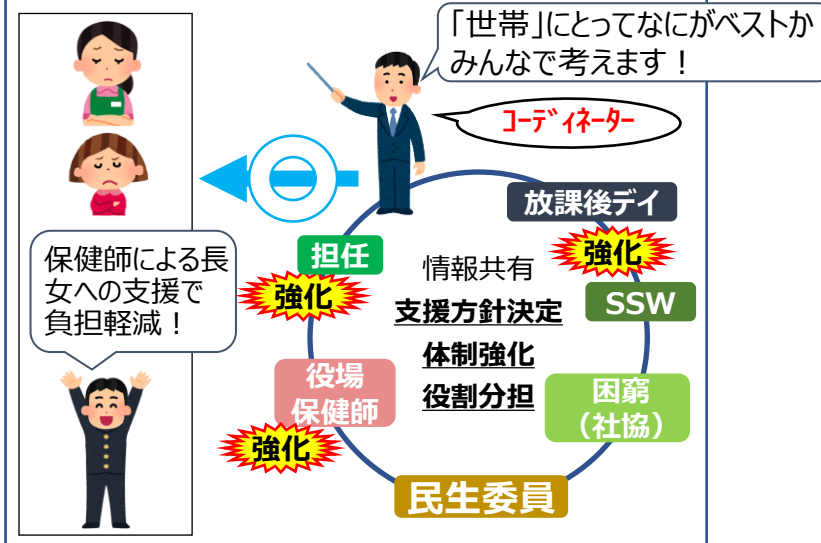 「世帯」にとってなにがベストか
みんなで考えます！
コーディネーター
放課後デイ
強化
担任
強化
情報共有
支援方針決定
体制強化
役割分担
SSW
保健師による長
女への支援で
負担軽減！
役場
保健師
強化
困窮
（社協）
民生委員